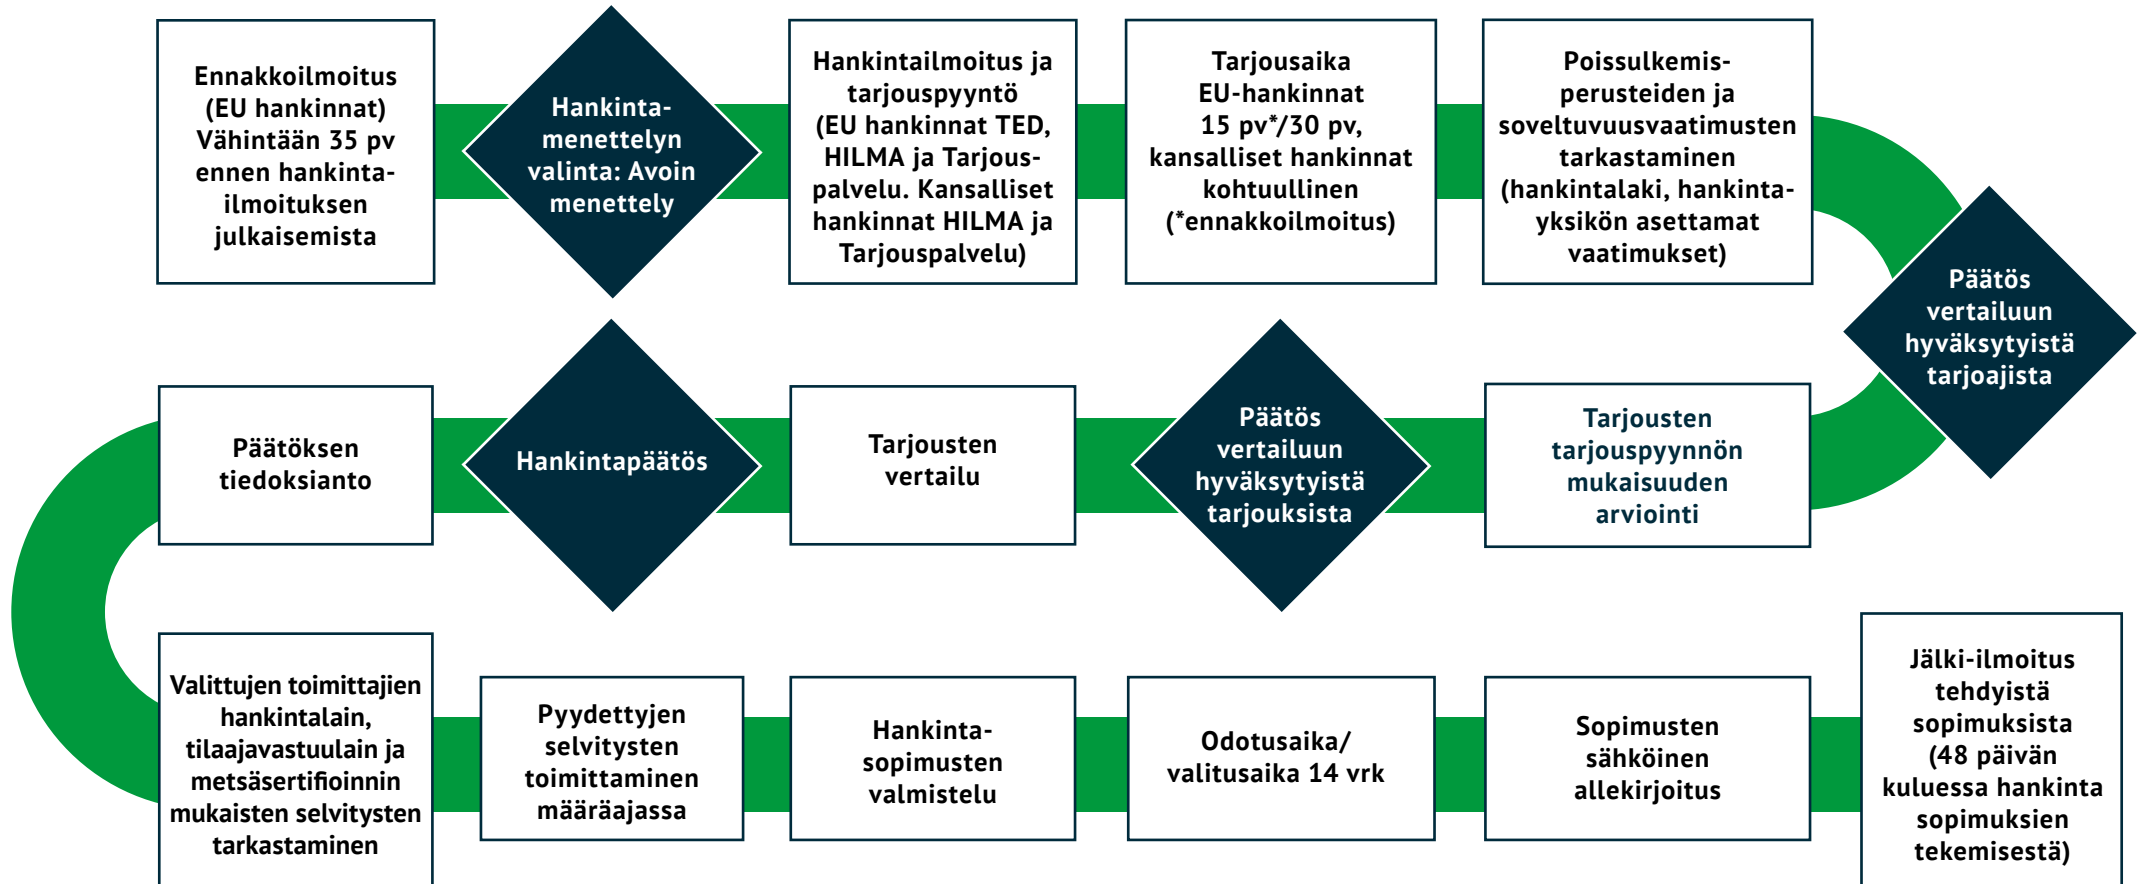 Ennakkoilmoitus
(EU hankinnat)
Vähintään 35 pv
ennen hankinta-
ilmoituksen
julkaisemista
Hankinta-
menettelyn
valinta: Avoin
menettely
Hankintailmoitus ja
tarjouspyyntö
(EU hankinnat TED,
HILMA ja Tarjous-
palvelu. Kansalliset
hankinnat HILMA ja
Tarjouspalvelu)
Tarjousaika
EU-hankinnat
15 pv*/30 pv,
kansalliset hankinnat
kohtuullinen
(*ennakkoilmoitus)
Poissulkemis-
perusteiden ja
soveltuvuusvaatimusten
tarkastaminen
(hankintalaki, hankinta-
yksikön asettamat
vaatimukset)
Päätös
vertailuun
hyväksytyistä
tarjoajista
Tarjousten
tarjouspyynnön
mukaisuuden
arviointi
Päätös
vertailuun
hyväksytyistä
tarjouksista
Tarjousten
vertailu
Hankintapäätös
Päätöksen
tiedoksianto
Valittujen toimittajien
hankintalain,
tilaajavastuulain ja
metsäsertifioinnin
mukaisten selvitysten
tarkastaminen
Pyydettyjen
selvitysten
toimittaminen
määräajassa
Hankinta-
sopimusten
valmistelu
Odotusaika/
valitusaika 14 vrk
Sopimusten
sähköinen
allekirjoitus
Jälki-ilmoitus
tehdyistä
sopimuksista
(48 päivän
kuluessa hankinta
sopimuksien
tekemisestä)